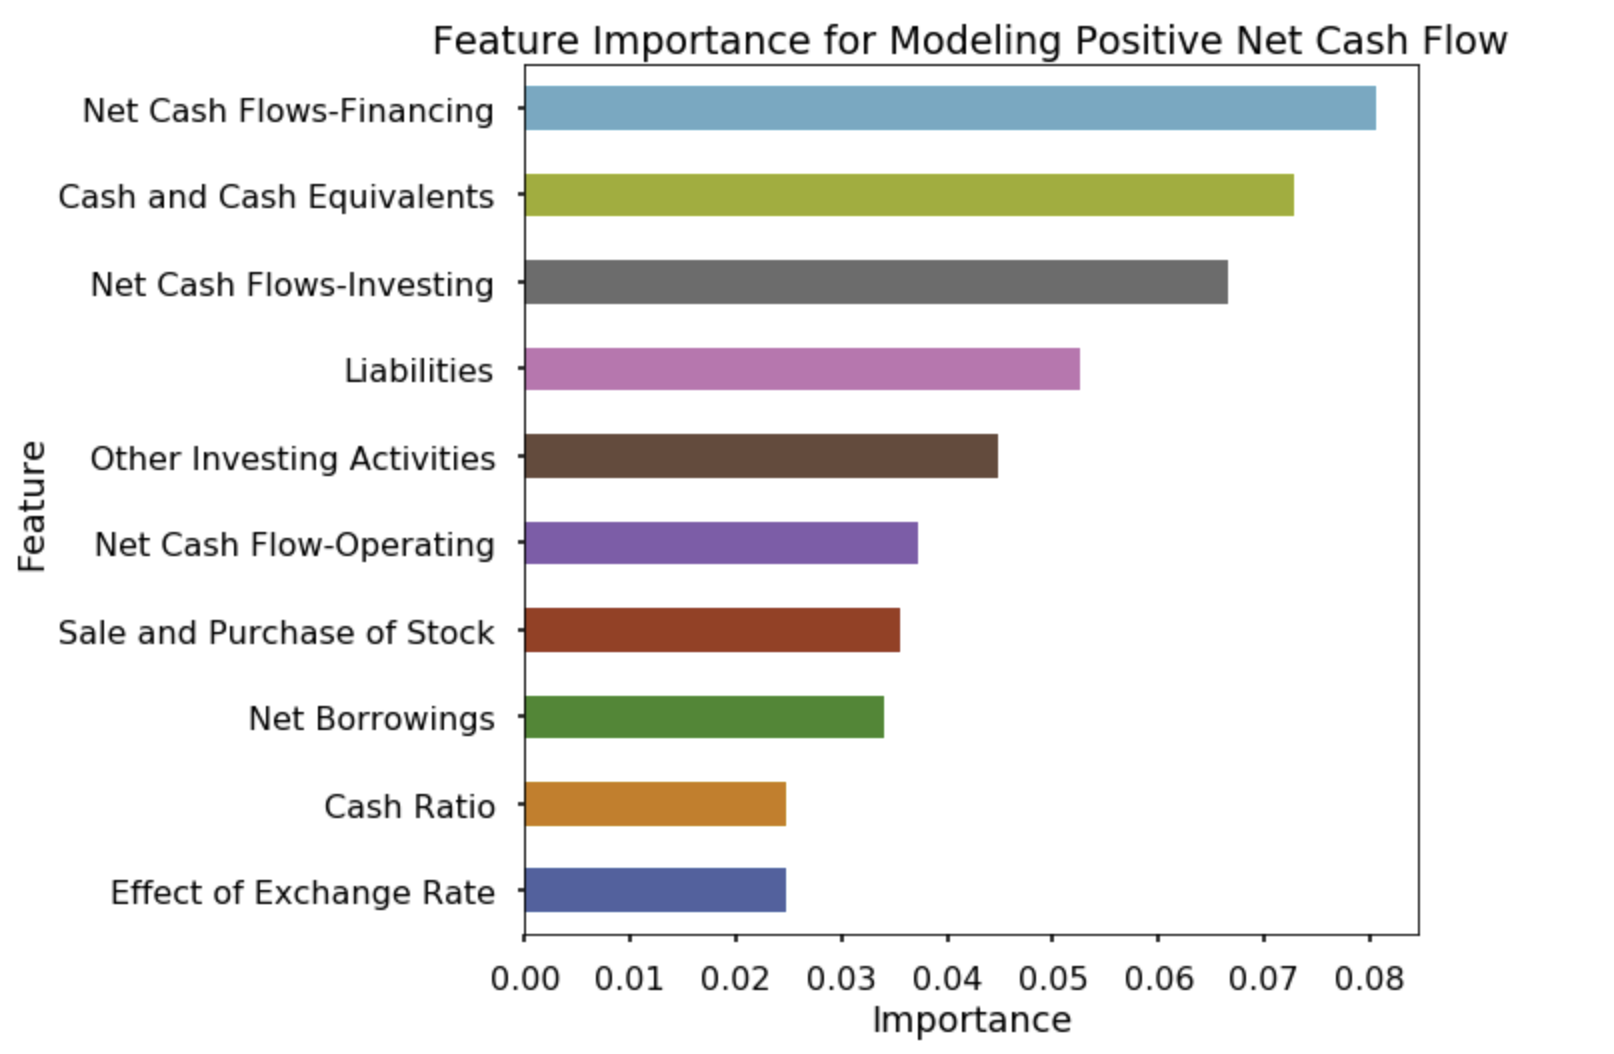 Feature Importance for Modeling Positive Net Cash Flow
Net Cash Flows-Financing
Cash and Cash Equivalents
Net Cash Flows-Investing
Liabilities
Other Investing Activities
Net Cash Flow-Operating
Sale and Purchase of Stock
Net Borrowings
Cash Ratio
Effect of Exchange Rate
Feature
0.00 0.01 0.02 0.03 0.04 0.05 0.06 0.07 0.08
Importance